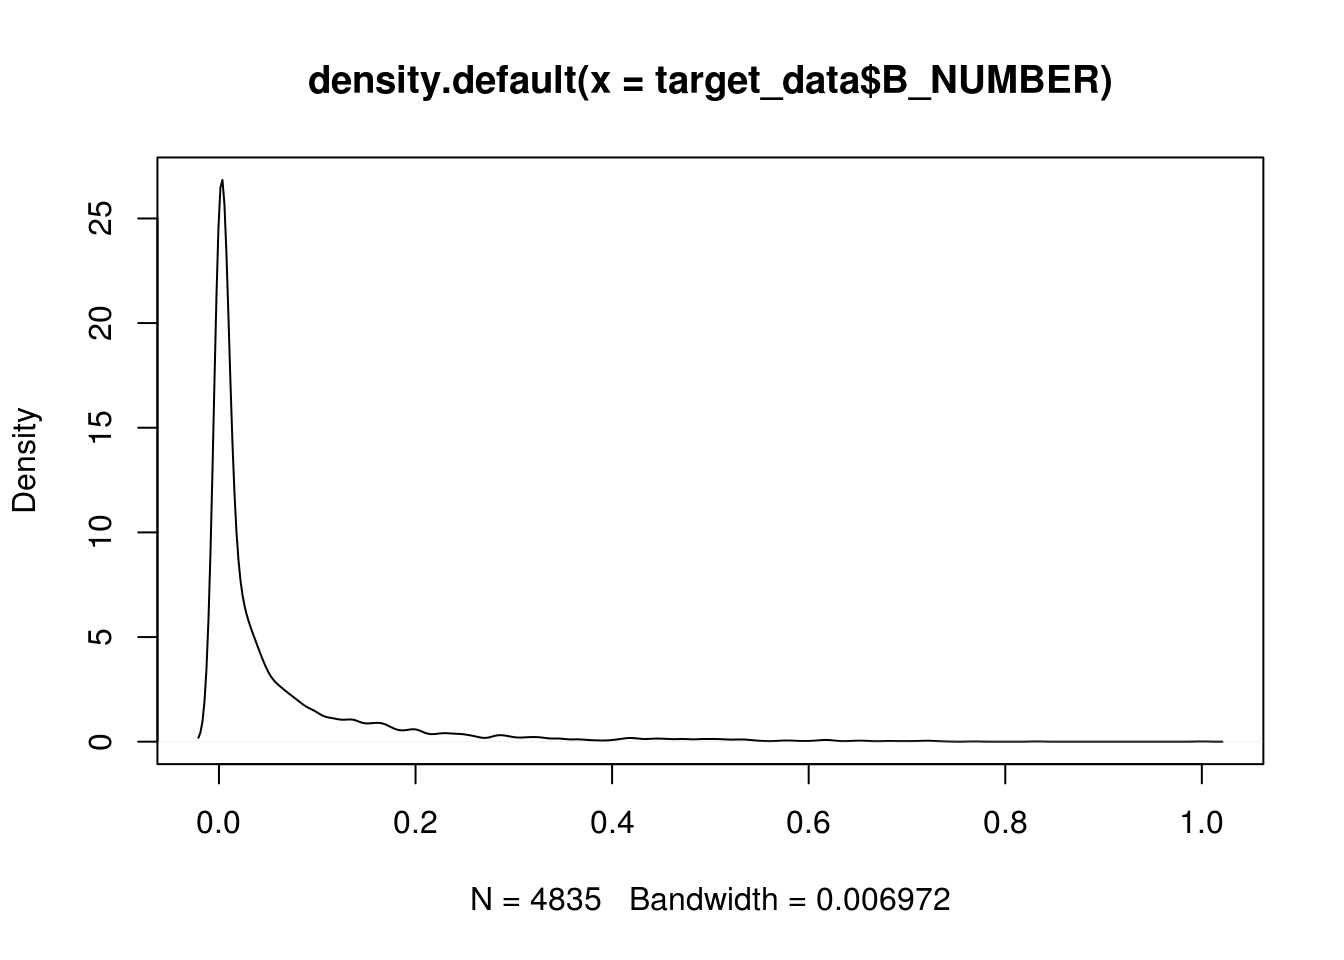 density.default(x = target_data$B_NUMBER)
Density
25
20
15
10
5
0
0.0 0.2 0.4 0.6 0.8 1.0
N = 4835 Bandwidth = 0.006972